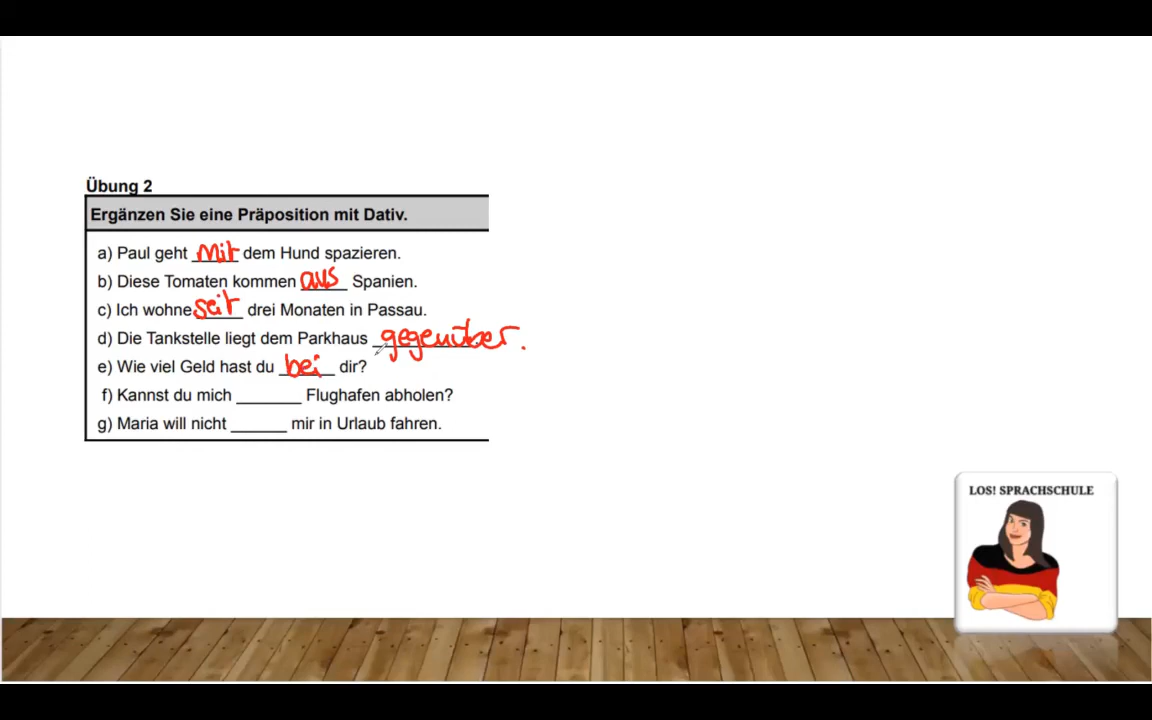 Übung 2
Ergänzen Sie eine Präposition mit Dativ.
a) Paul geht mit dem Hund spazieren.
b) Diese Tomaten kommen aus Spanien.
c) Ich wohne seit drei Monaten in Passau.
d) Die Tankstelle liegt dem Parkhaus gegenüber.
e) Wie viel Geld hast du bei dir?
f) Kannst du mich _______ Flughafen abholen?
g) Maria will nicht ______ mir in Urlaub fahren.
LOS! SPRACHSCHULE